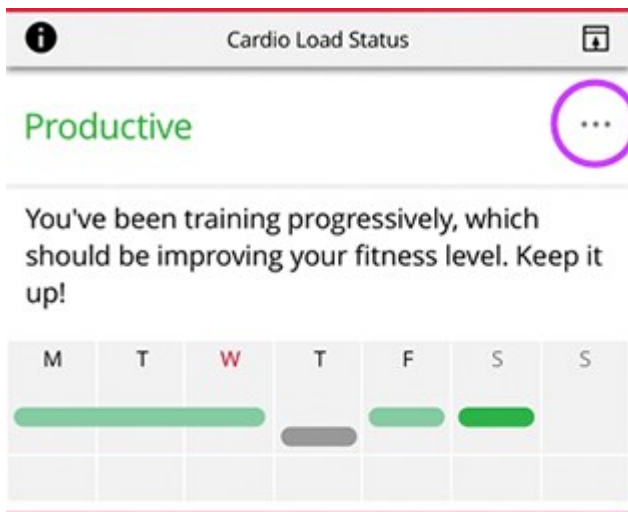 Cardio Load Status
Productive
You've been training progressively, which
should be improving your fitness level. Keep it
up!
M T W T F S S